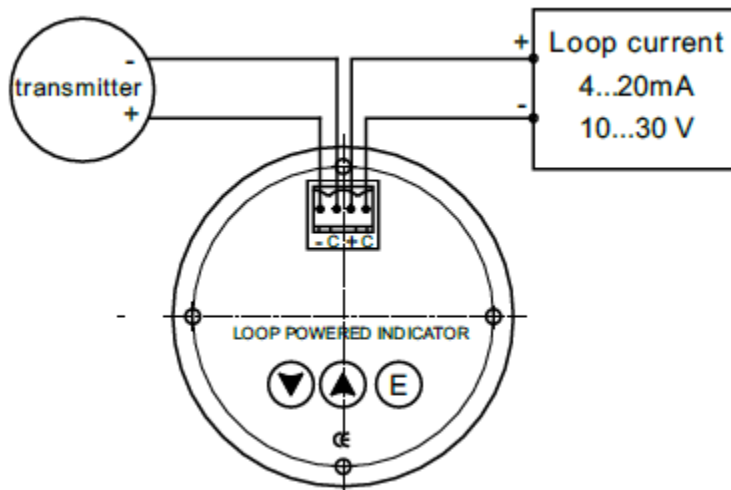 -
transmitter
+
+
Loop current
4...20mA
-
10...30 V
- C + C
-
LOOP POWERED INDICATOR
E
CE